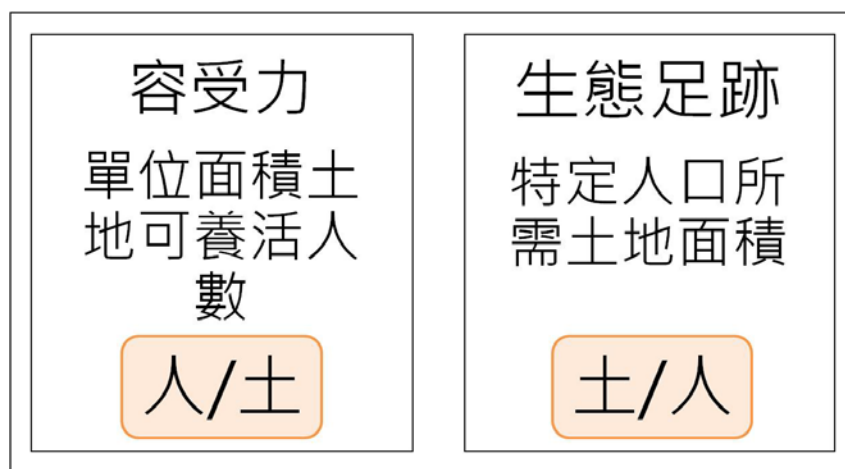 容受力
單位面積土
地可養活人
數
人/土
生態足跡
特定人口所
需土地面積
土/人